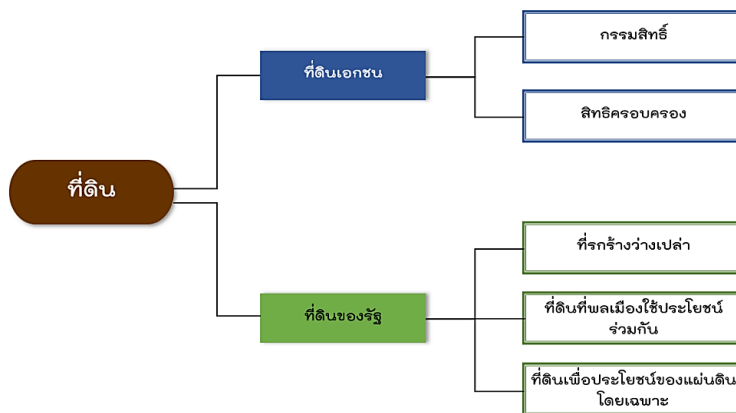 ที่ดิน
ที่ดินเอกชน
กรรมสิทธิ์
สิทธิครอบครอง
ที่ดินของรัฐ
ที่รกร้างว่างเปล่า
ที่ดินที่พลเมืองใช้ประโยชน์
ร่วมกัน
ที่ดินเพื่อประโยชน์ของแผ่นดิน
โดยเฉพาะ